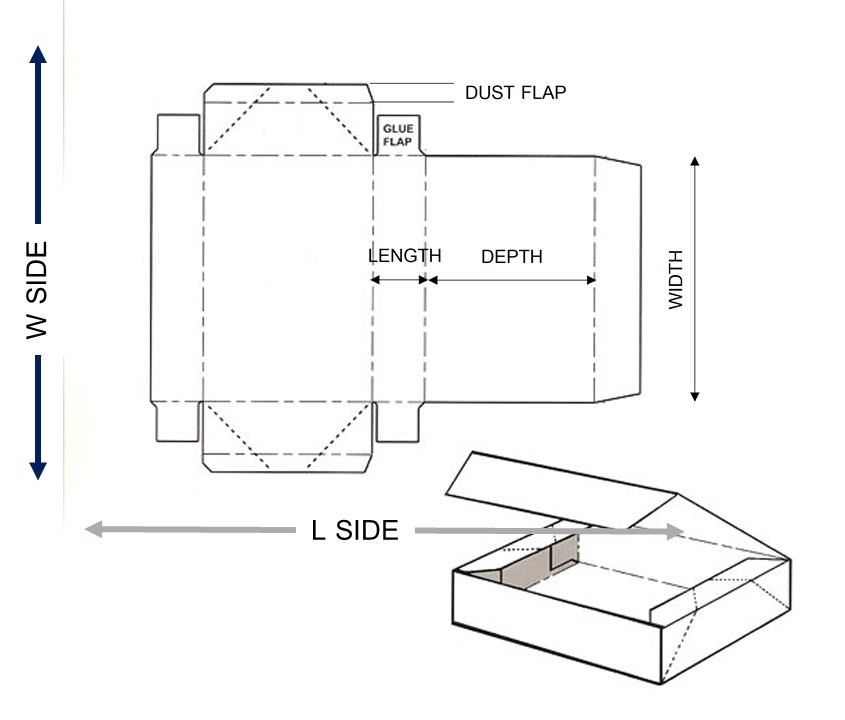 DUST FLAP
GLUE
FLAP
LENGTH
DEPTH
WIDTH
W SIDE
L SIDE